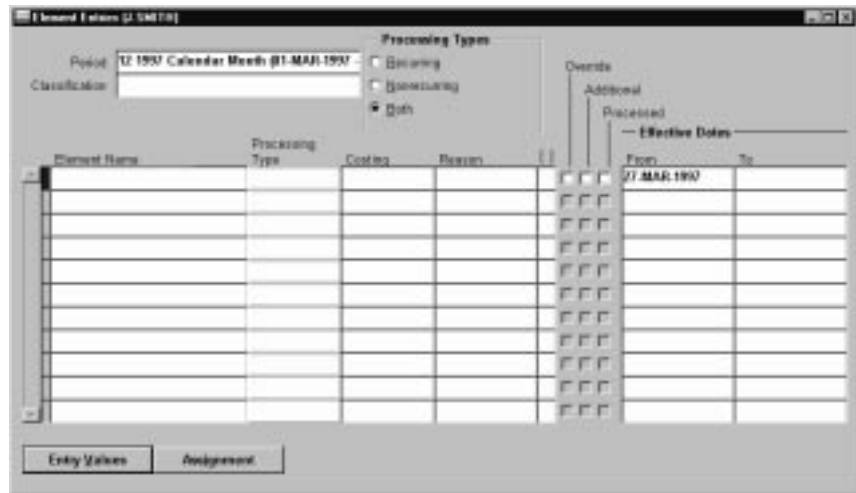 Element Entries (J.SMITH)
Processing Types
Period 12 1997 Calendar Month (01-MAR-1997 -
Recurring
Classification
Nonrecurring
Both
Override
Additional
Processed
Effective Dates
Element Name Processing Type Costing Reason [ ] From To
27-MAR-1997
Entry Values Assignment